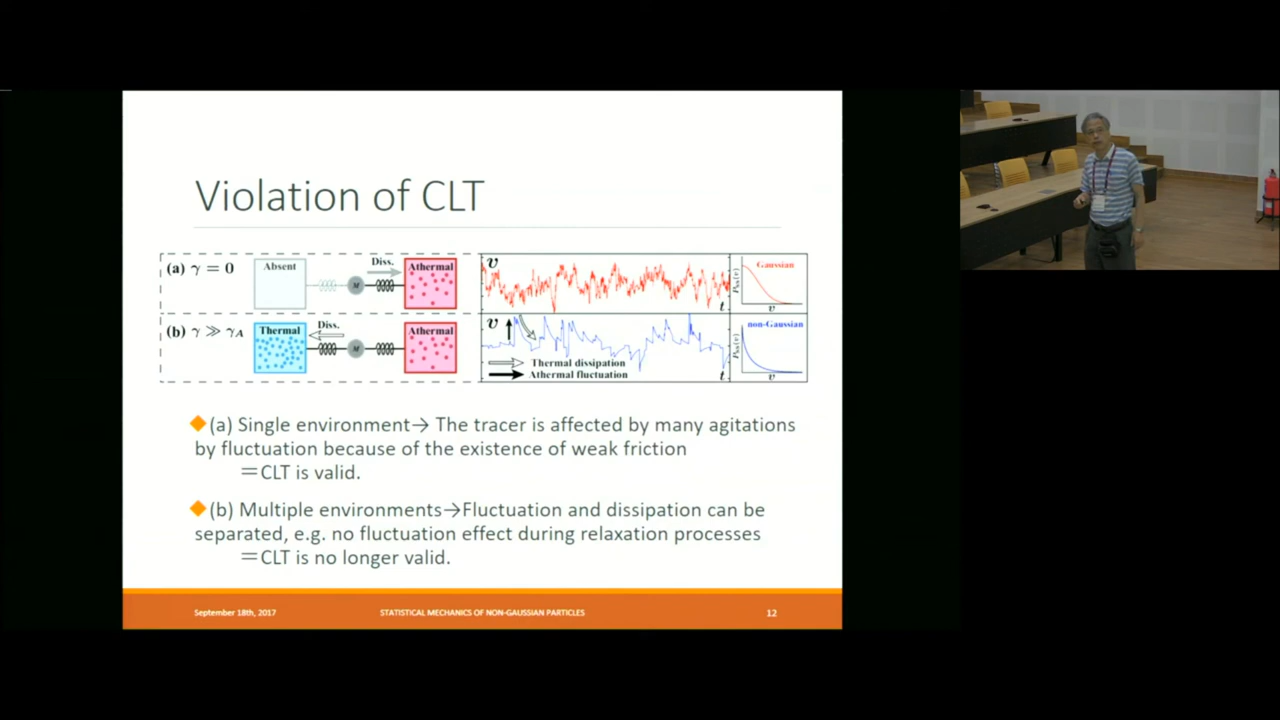 Violation of CLT
(a) γ = 0
Absent
Diss.
Athermal
M
v
t
Gaussian
P_ss(v)
v
(b) γ ≫ γ_A
Thermal
Diss.
Athermal
M
v
Thermal dissipation
Athermal fluctuation
t
non-Gaussian
P_ss(v)
v
(a) Single environment→ The tracer is affected by many agitations
by fluctuation because of the existence of weak friction
＝CLT is valid.
(b) Multiple environments→Fluctuation and dissipation can be
separated, e.g. no fluctuation effect during relaxation processes
＝CLT is no longer valid.
September 18th, 2017
STATISTICAL MECHANICS OF NON-GAUSSIAN PARTICLES
12